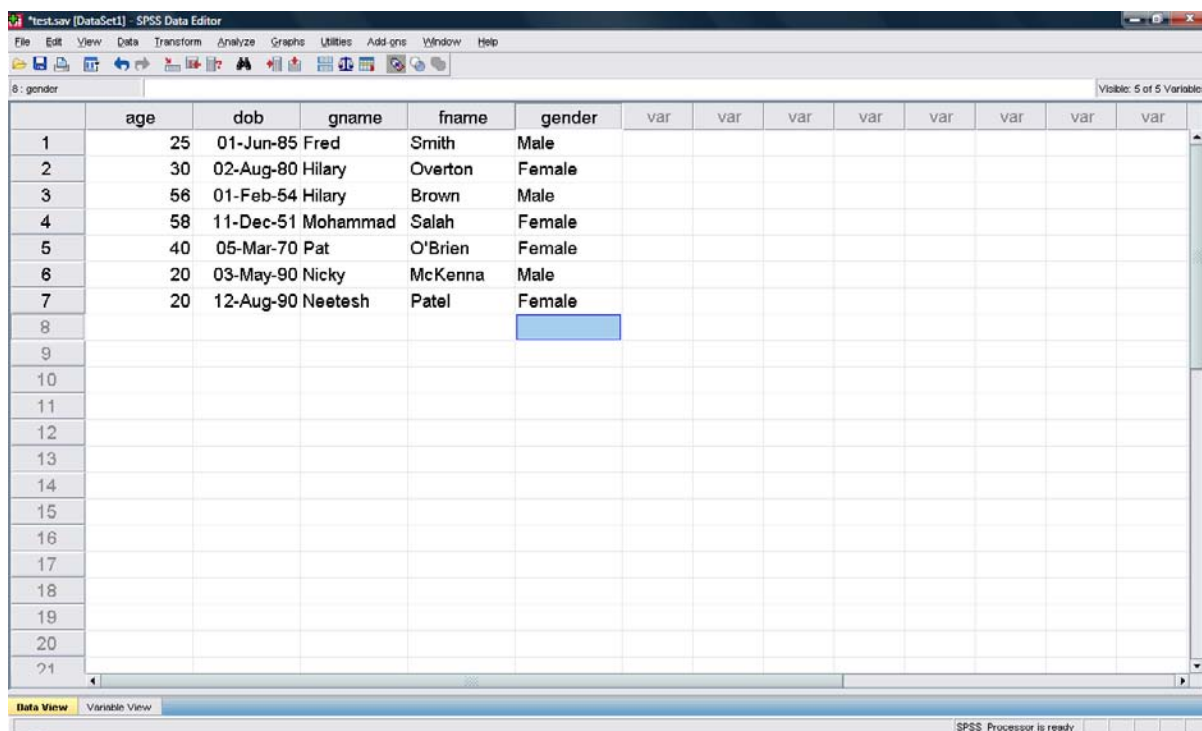 *test.sav [DataSet1] - SPSS Data Editor
File Edit View Data Transform Analyze Graphs Utilities Add-ons Window Help
8 : gender Visible: 5 of 5 Variable
age dob gname fname gender var var var var var var var var
1 25 01-Jun-85 Fred Smith Male
2 30 02-Aug-80 Hilary Overton Female
3 56 01-Feb-54 Hilary Brown Male
4 58 11-Dec-51 Mohammad Salah Female
5 40 05-Mar-70 Pat O'Brien Female
6 20 03-May-90 Nicky McKenna Male
7 20 12-Aug-90 Neetesh Patel Female
8
9
10
11
12
13
14
15
16
17
18
19
20
21
Data View Variable View
SPSS Processor is ready